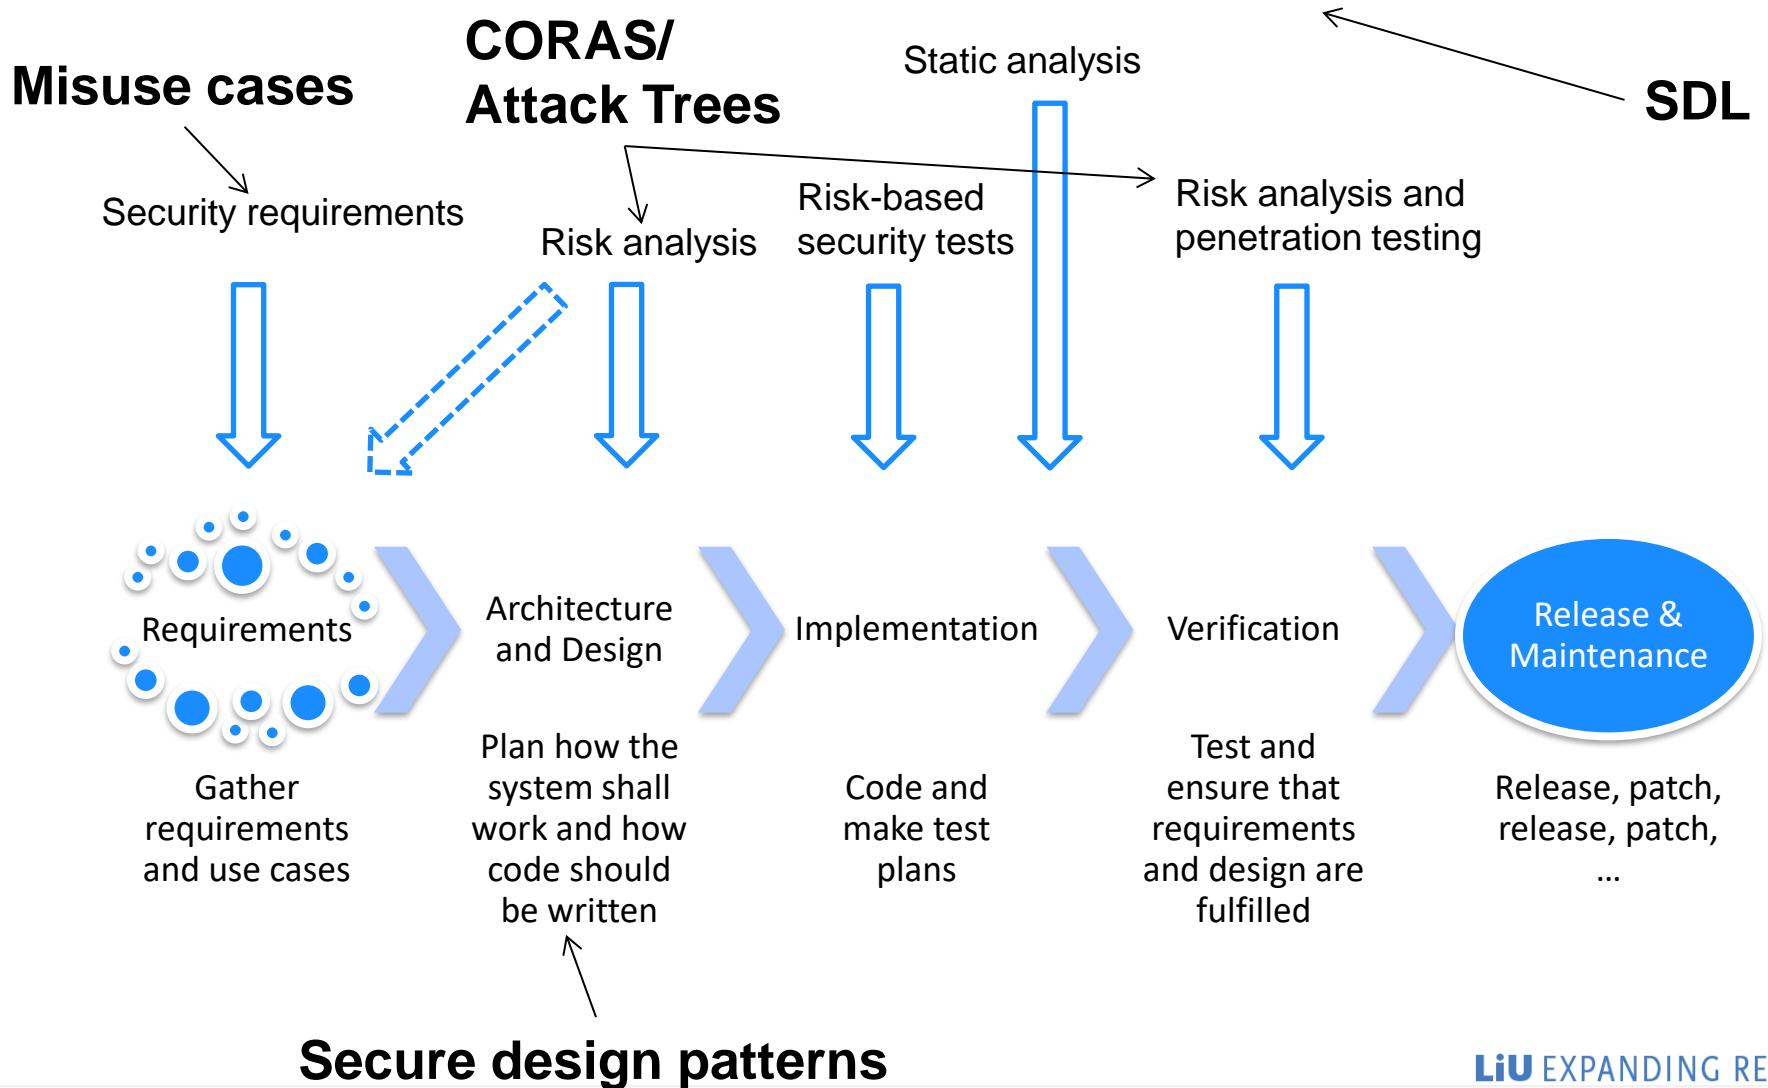 CORAS/
Attack Trees
Misuse cases
Static analysis
SDL
Security requirements
Risk analysis
Risk-based
security tests
Risk analysis and
penetration testing
Requirements
Architecture
and Design
Implementation
Verification
Release &
Maintenance
Gather
requirements
and use cases
Plan how the
system shall
work and how
code should
be written
Code and
make test
plans
Test and
ensure that
requirements
and design are
fulfilled
Release, patch,
release, patch,
...
Secure design patterns
LiU EXPANDING RE